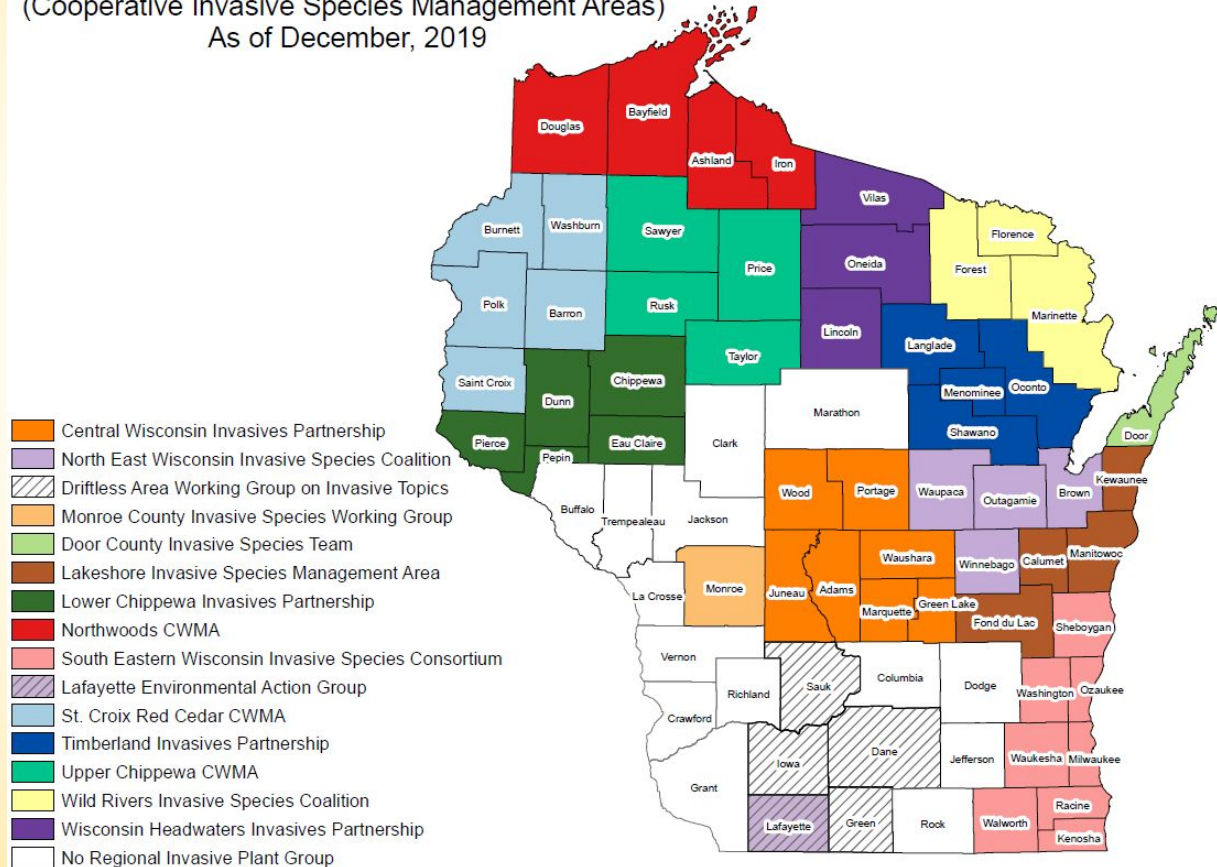 (Cooperative Invasive Species Management Areas)
As of December, 2019
Douglas
Bayfield
Ashland
Iron
Vilas
Burnett
Washburn
Sawyer
Price
Oneida
Forest
Florence
Polk
Barron
Rusk
Lincoln
Marinette
Taylor
Langlade
Saint Croix
Chippewa
Menominee
Oconto
Dunn
Marathon
Pierce
Eau Claire
Clark
Shawano
Door
Pepin
Kewaunee
Wood
Portage
Waupaca
Outagamie
Brown
Buffalo
Trempealeau
Jackson
Waushara
Winnebago
Calumet
Manitowoc
La Crosse
Monroe
Juneau
Adams
Marquette
Green Lake
Fond du Lac
Sheboygan
Vernon
Richland
Sauk
Columbia
Dodge
Washington
Ozaukee
Crawford
Iowa
Dane
Jefferson
Waukesha
Milwaukee
Grant
Lafayette
Green
Rock
Walworth
Racine
Kenosha
Central Wisconsin Invasives Partnership
North East Wisconsin Invasive Species Coalition
Driftless Area Working Group on Invasive Topics
Monroe County Invasive Species Working Group
Door County Invasive Species Team
Lakeshore Invasive Species Management Area
Lower Chippewa Invasives Partnership
Northwoods CWMA
South Eastern Wisconsin Invasive Species Consortium
Lafayette Environmental Action Group
St. Croix Red Cedar CWMA
Timberland Invasives Partnership
Upper Chippewa CWMA
Wild Rivers Invasive Species Coalition
Wisconsin Headwaters Invasives Partnership
No Regional Invasive Plant Group